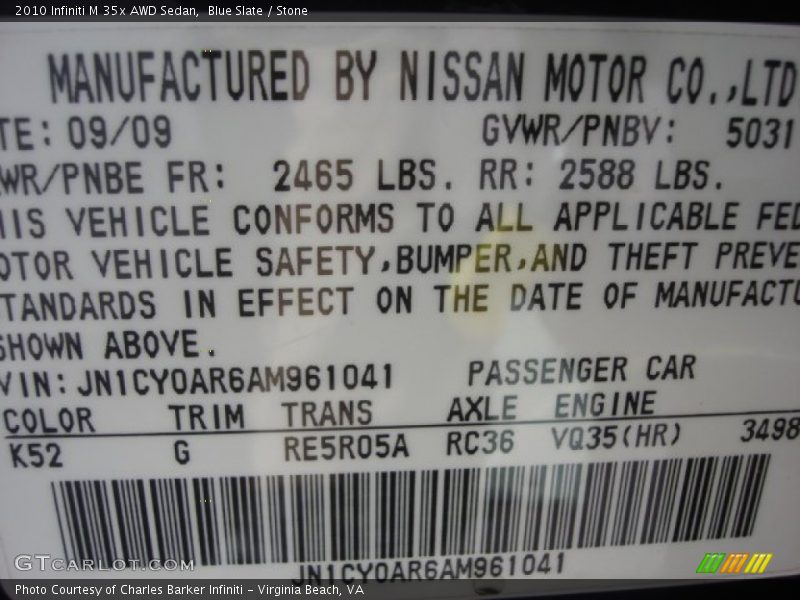 2010 Infiniti M 35x AWD Sedan,  Blue Slate / Stone
MANUFACTURED BY NISSAN MOTOR CO.,LTD
TE: 09/09 GVWR/PNBV: 5031
WR/PNBE FR: 2465 LBS. RR: 2588 LBS.
HIS VEHICLE CONFORMS TO ALL APPLICABLE FED
OTOR VEHICLE SAFETY,BUMPER,AND THEFT PREVE
TANDARDS IN EFFECT ON THE DATE OF MANUFACTU
SHOWN ABOVE.
VIN: JN1CY0AR6AM961041 PASSENGER CAR
COLOR TRIM TRANS AXLE ENGINE
K52 G RE5R05A RC36 VQ35(HR) 3498
JN1CY0AR6AM961041
GTCARLOT.COM
Photo Courtesy of Charles Barker Infiniti - Virginia Beach, VA